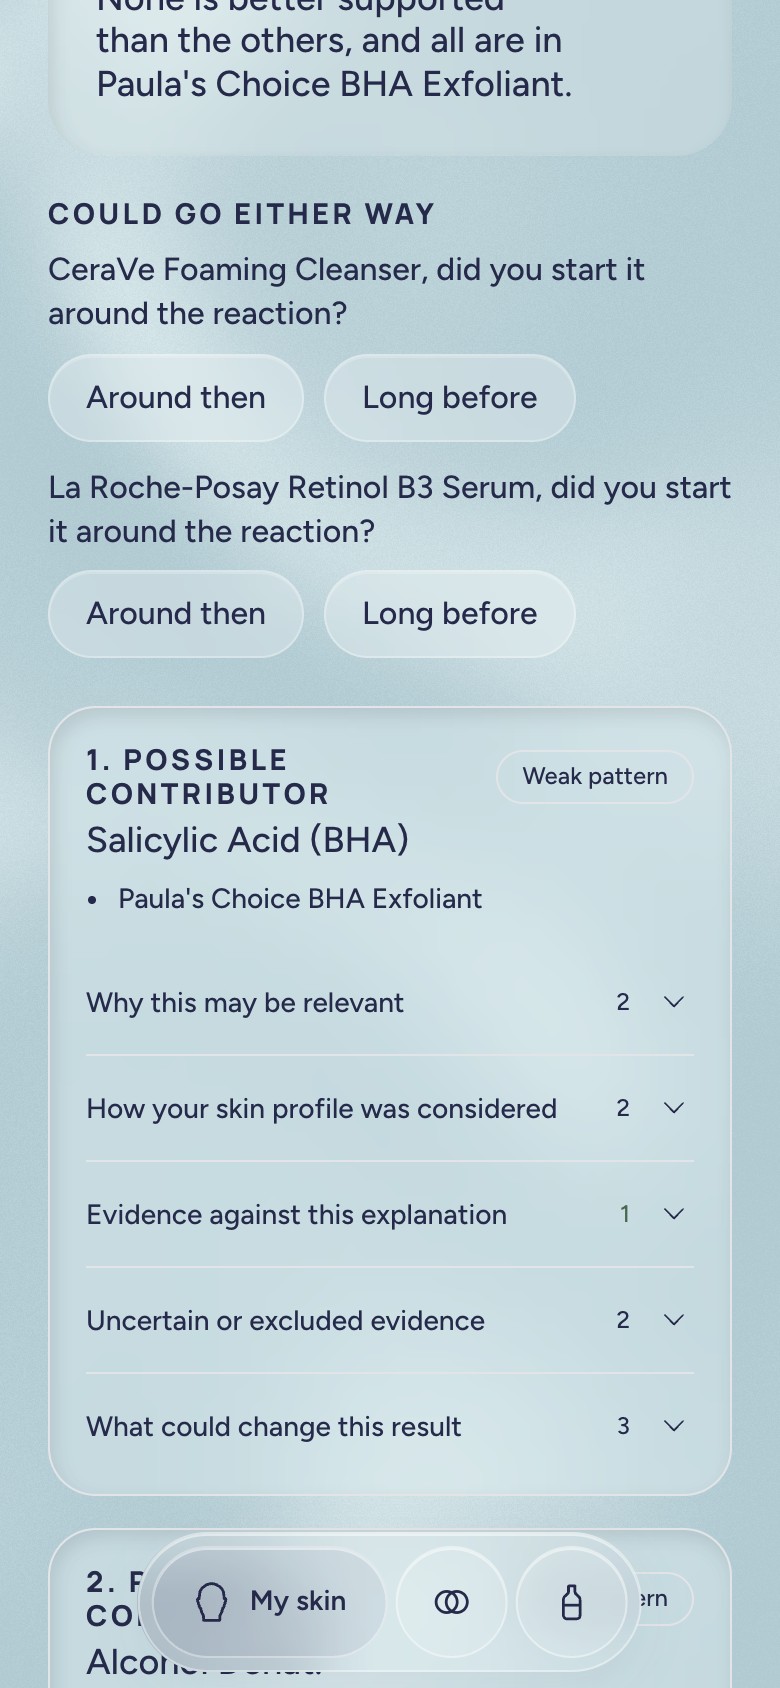 than the others, and all are in
Paula's Choice BHA Exfoliant.
COULD GO EITHER WAY
CeraVe Foaming Cleanser, did you start it
around the reaction?
Around then
Long before
La Roche-Posay Retinol B3 Serum, did you start
it around the reaction?
Around then
Long before
1. POSSIBLE
CONTRIBUTOR
Weak pattern
Salicylic Acid (BHA)
• Paula's Choice BHA Exfoliant
Why this may be relevant 2
How your skin profile was considered 2
Evidence against this explanation 1
Uncertain or excluded evidence 2
What could change this result 3
2.
My skin